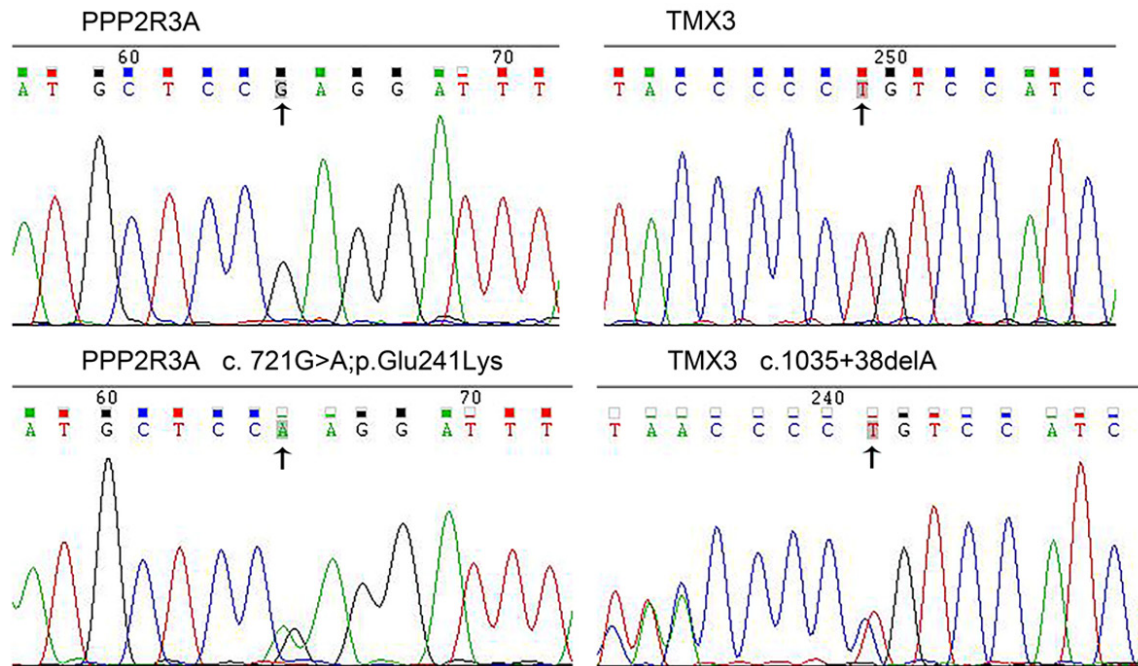 PPP2R3A
60 70
A T G C T C C G A G G A T T T
TMX3
250
T A C C C C C T G T C C A T C
PPP2R3A c. 721G>A;p.Glu241Lys
60 70
A T G C T C C A A G G A T T T
TMX3 c.1035+38delA
240
T A A C C C C T G T C C A T C